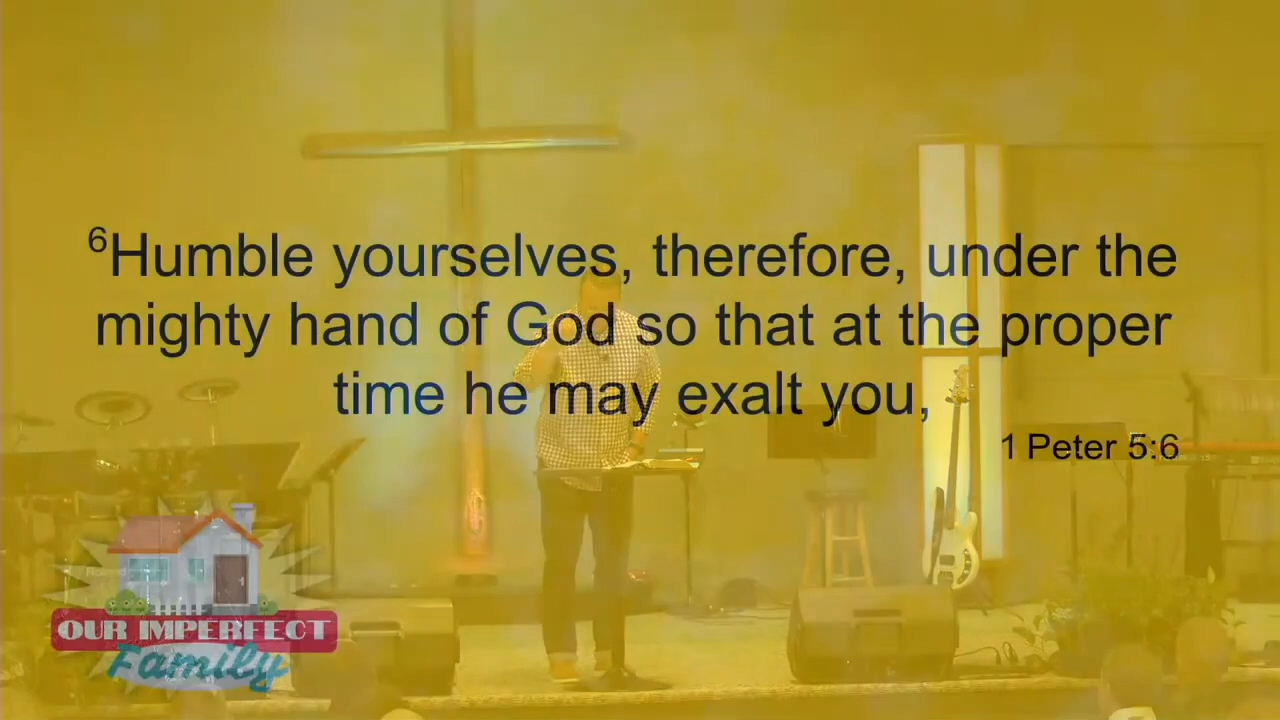 ⁶Humble yourselves, therefore, under the
mighty hand of God so that at the proper
time he may exalt you,
1 Peter 5:6
OUR IMPERFECT
Family